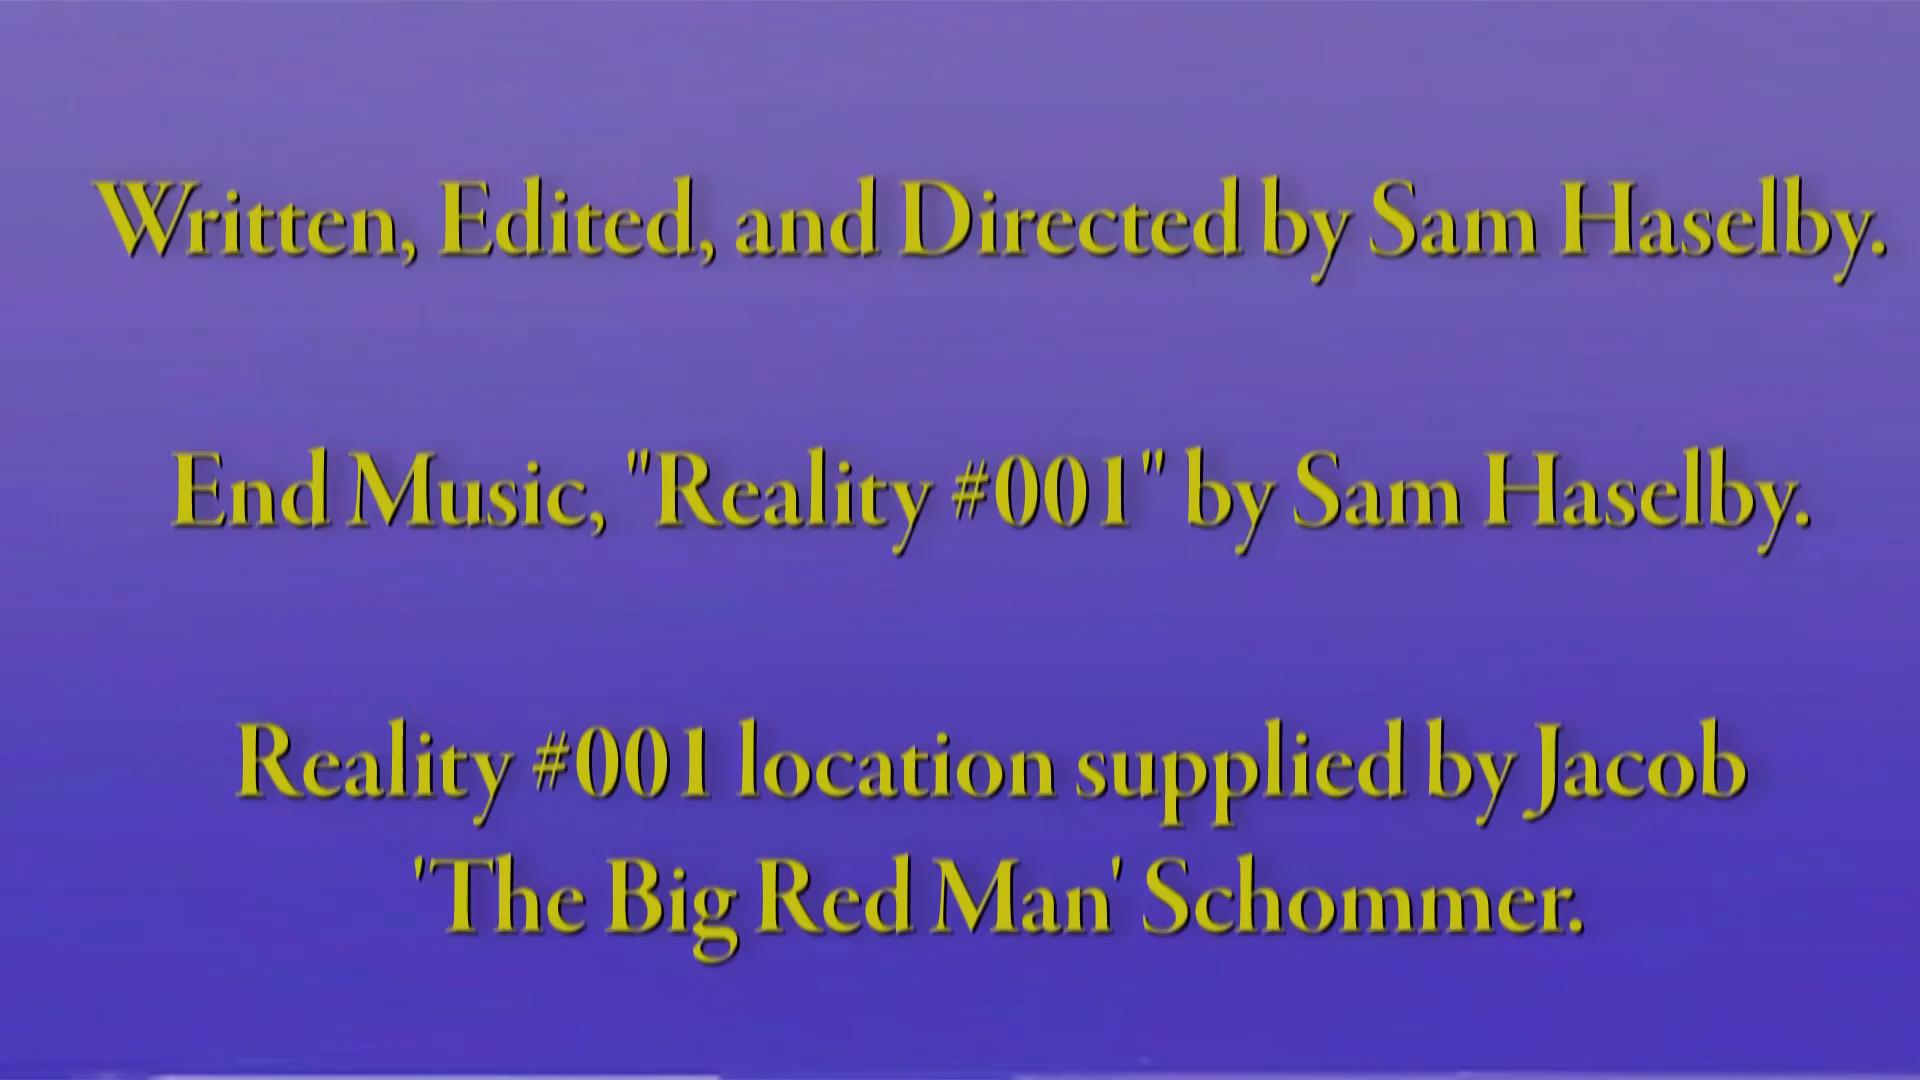 Written, Edited, and Directed by Sam Haselby.
End Music, "Reality #001" by Sam Haselby.
Reality #001 location supplied by Jacob
'The Big Red Man' Schommer.